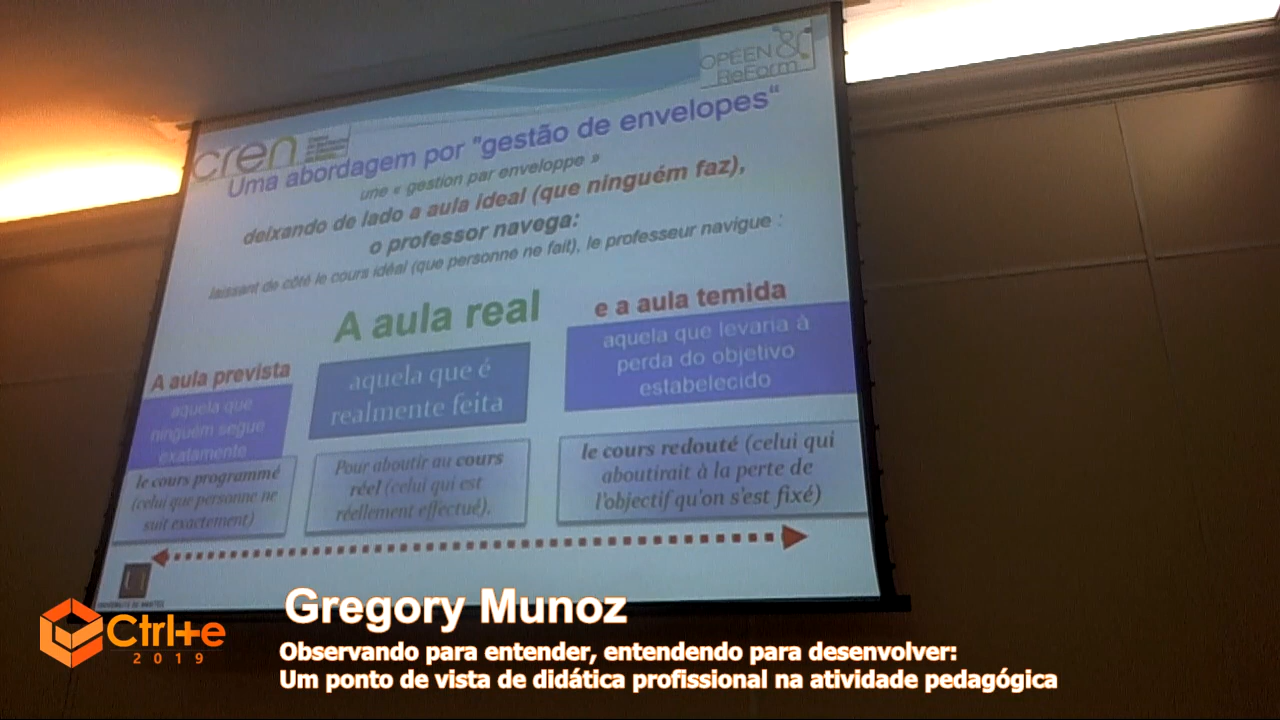 OPÉEN &
ReForm
cren
Uma abordagem por "gestão de envelopes"
une « gestion par enveloppe »
deixando de lado a aula ideal (que ninguém faz),
o professor navega:
laissant de côté le cours idéal (que personne ne fait), le professeur navigue :
A aula real
e a aula temida
A aula prevista
aquela que
ninguém segue
exatamente
aquela que é
realmente feita
aquela que levaria à
perda do objetivo
estabelecido
le cours programmé
(celui que personne ne
suit exactement)
Pour aboutir au cours
réel (celui qui est
réellement effectué),
le cours redouté (celui qui
aboutirait à la perte de
l'objectif qu'on s'est fixé)
Ctrl+e
2019
Gregory Munoz
Observando para entender, entendendo para desenvolver:
Um ponto de vista de didática profissional na atividade pedagógica